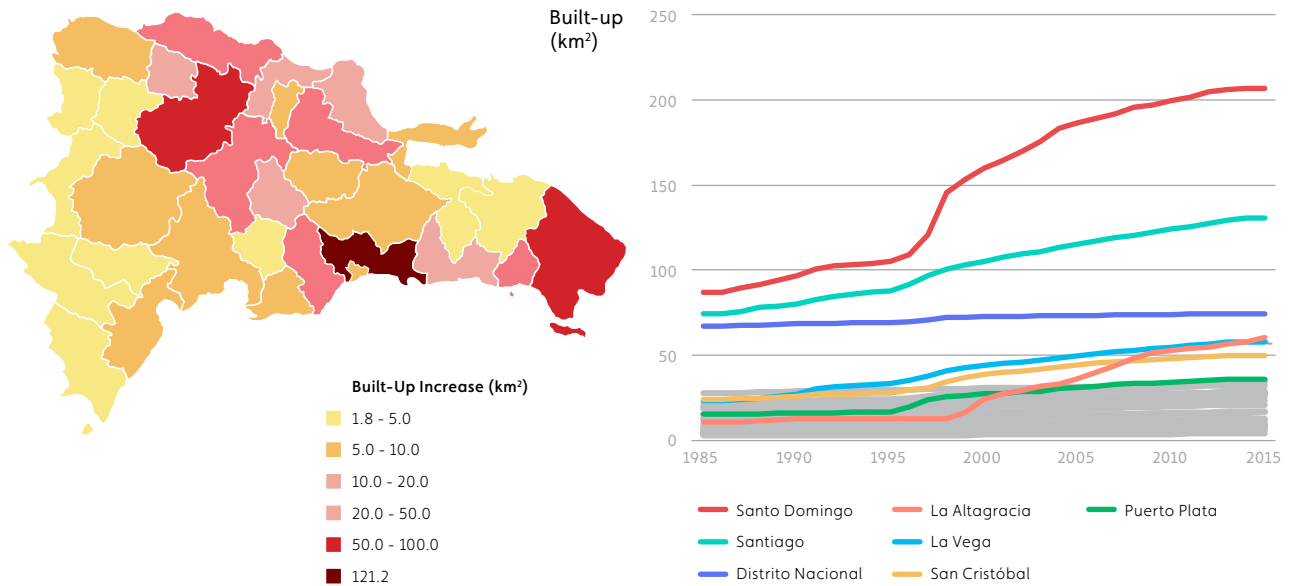 Built-up
(km²)
250
200
150
100
50
0
1985
1990
1995
2000
2005
2010
2015
Built-Up Increase (km²)
1.8 - 5.0
5.0 - 10.0
10.0 - 20.0
20.0 - 50.0
50.0 - 100.0
121.2
Santo Domingo
La Altagracia
Puerto Plata
Santiago
La Vega
Distrito Nacional
San Cristóbal